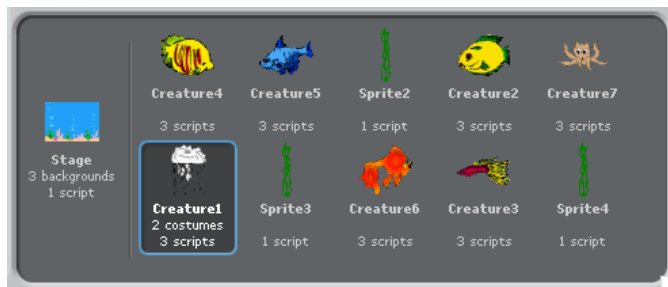 Stage
3 backgrounds
1 script
Creature4
3 scripts
Creature5
3 scripts
Sprite2
1 script
Creature2
3 scripts
Creature7
3 scripts
Creature1
2 costumes
3 scripts
Sprite3
1 script
Creature6
3 scripts
Creature3
3 scripts
Sprite4
1 script